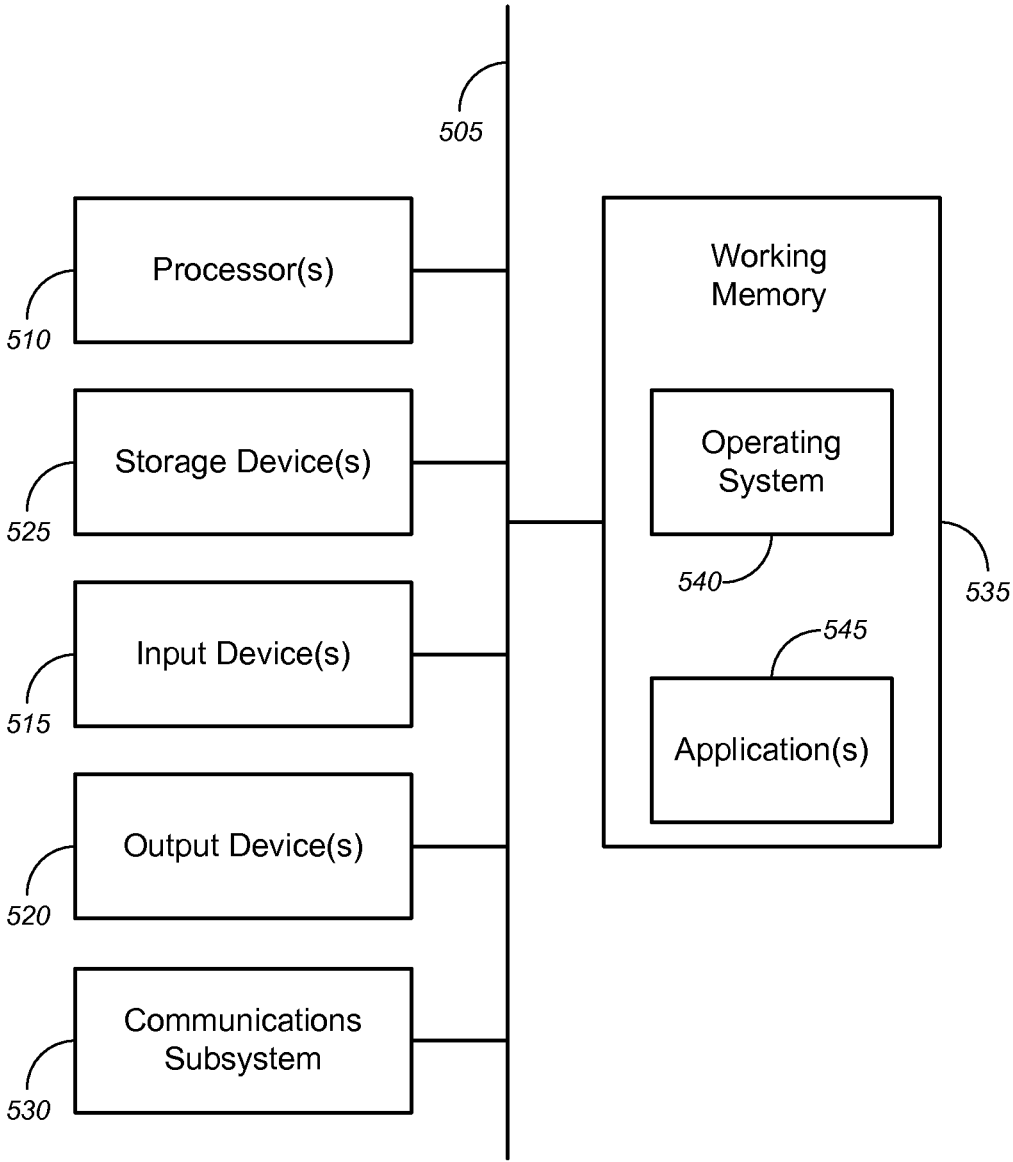 505
Processor(s)
510
Storage Device(s)
525
Input Device(s)
515
Output Device(s)
520
Communications
Subsystem
530
Working
Memory
Operating
System
540
535
545
Application(s)